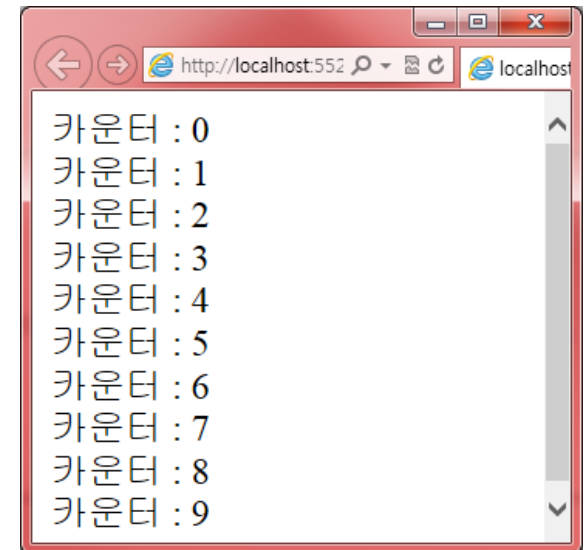 http://localhost:552
localhost
카운터 : 0
카운터 : 1
카운터 : 2
카운터 : 3
카운터 : 4
카운터 : 5
카운터 : 6
카운터 : 7
카운터 : 8
카운터 : 9